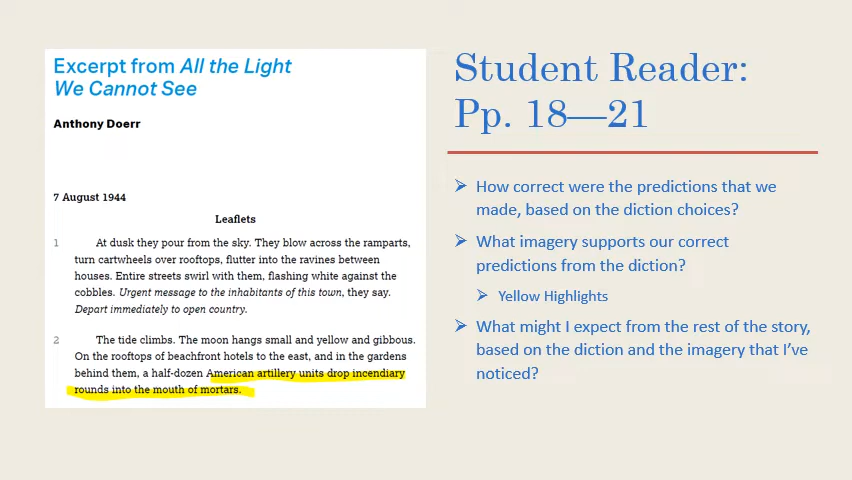 Excerpt from All the Light
We Cannot See
Anthony Doerr
7 August 1944
Leaflets
1 At dusk they pour from the sky. They blow across the ramparts,
turn cartwheels over rooftops, flutter into the ravines between
houses. Entire streets swirl with them, flashing white against the
cobbles. Urgent message to the inhabitants of this town, they say.
Depart immediately to open country.
2 The tide climbs. The moon hangs small and yellow and gibbous.
On the rooftops of beachfront hotels to the east, and in the gardens
behind them, a half-dozen American artillery units drop incendiary
rounds into the mouth of mortars.
Student Reader:
Pp. 18—21
How correct were the predictions that we
made, based on the diction choices?
What imagery supports our correct
predictions from the diction?
Yellow Highlights
What might I expect from the rest of the story,
based on the diction and the imagery that I’ve
noticed?